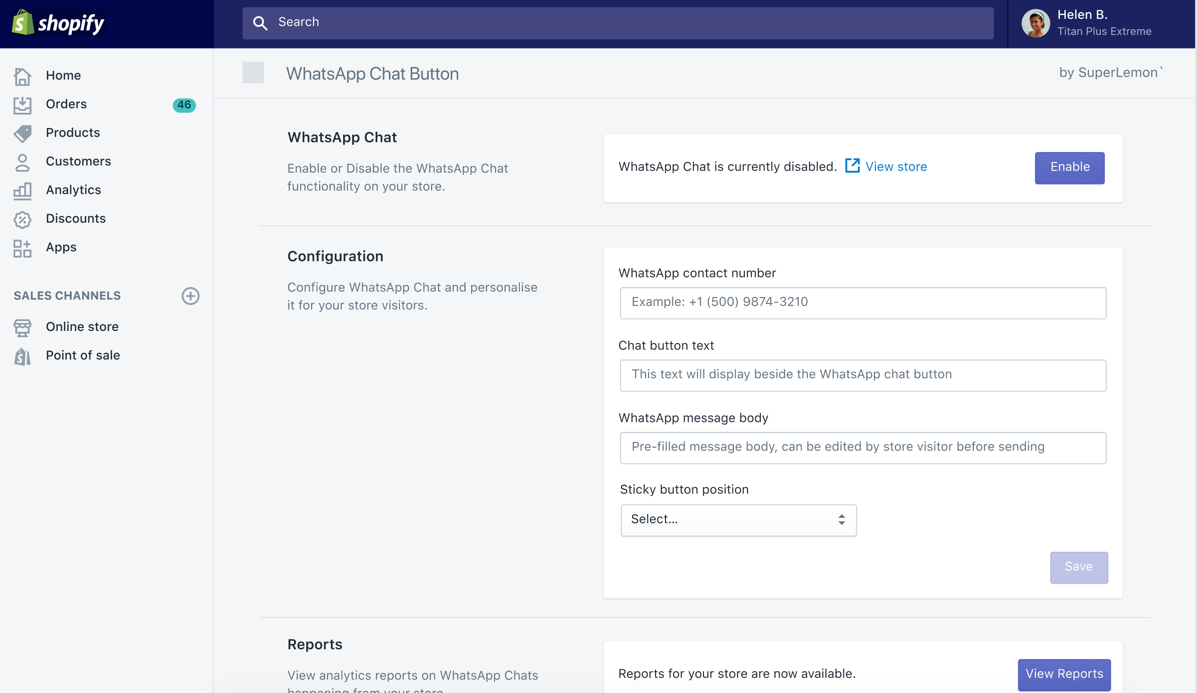 shopify
Search
Helen B.
Titan Plus Extreme
Home
Orders
46
Products
Customers
Analytics
Discounts
Apps
SALES CHANNELS
Online store
Point of sale
WhatsApp Chat Button
by SuperLemon`
WhatsApp Chat
Enable or Disable the WhatsApp Chat
functionality on your store.
WhatsApp Chat is currently disabled. View store
Enable
Configuration
Configure WhatsApp Chat and personalise
it for your store visitors.
WhatsApp contact number
Example: +1 (500) 9874-3210
Chat button text
This text will display beside the WhatsApp chat button
WhatsApp message body
Pre-filled message body, can be edited by store visitor before sending
Sticky button position
Select...
Save
Reports
View analytics reports on WhatsApp Chats
happening from your store.
Reports for your store are now available.
View Reports